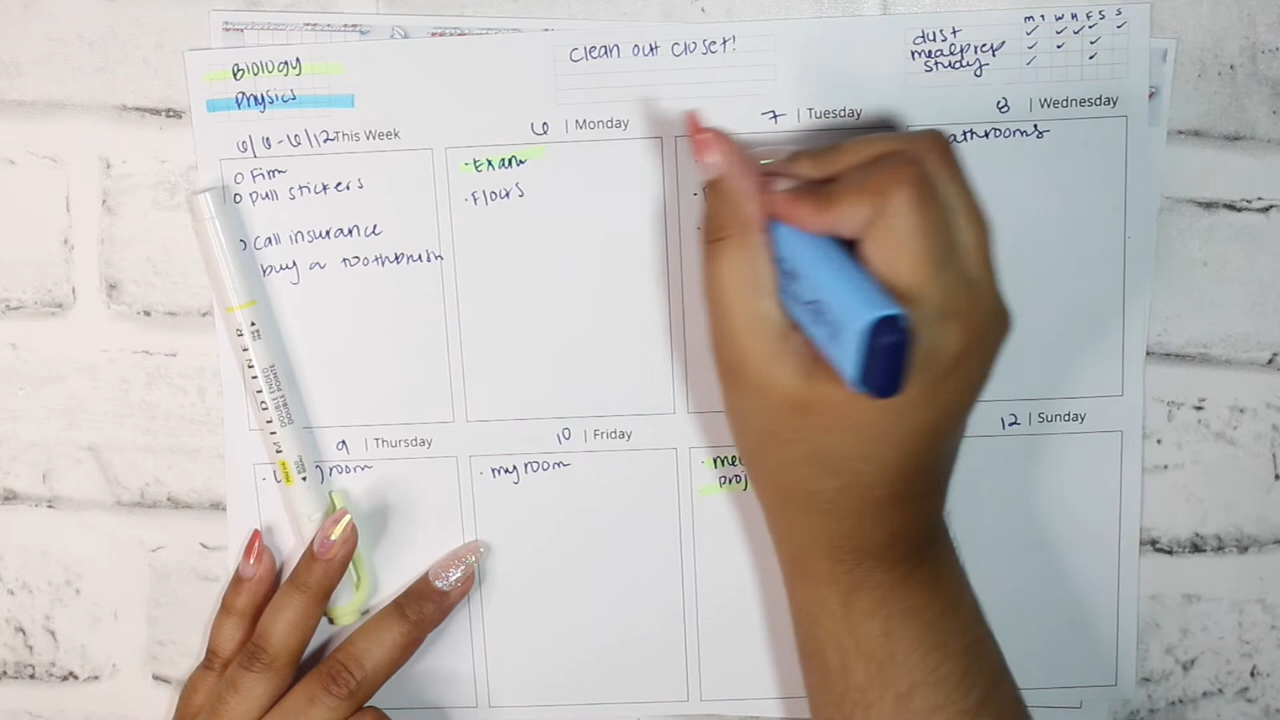 Biology
Physics
clean out closet!
M T W H F S S
dust
mealprep
study
6/6-6/12 This Week
Firm
Pull stickers
call insurance
buy a toothbrush
6 | Monday
· Exam
· Floors
7 | Tuesday
8 | Wednesday
9 | Thursday
room
10 | Friday
· my room
12 | Sunday
MILDLINER
DOUBLE ENDED
DOUBLE POINTE